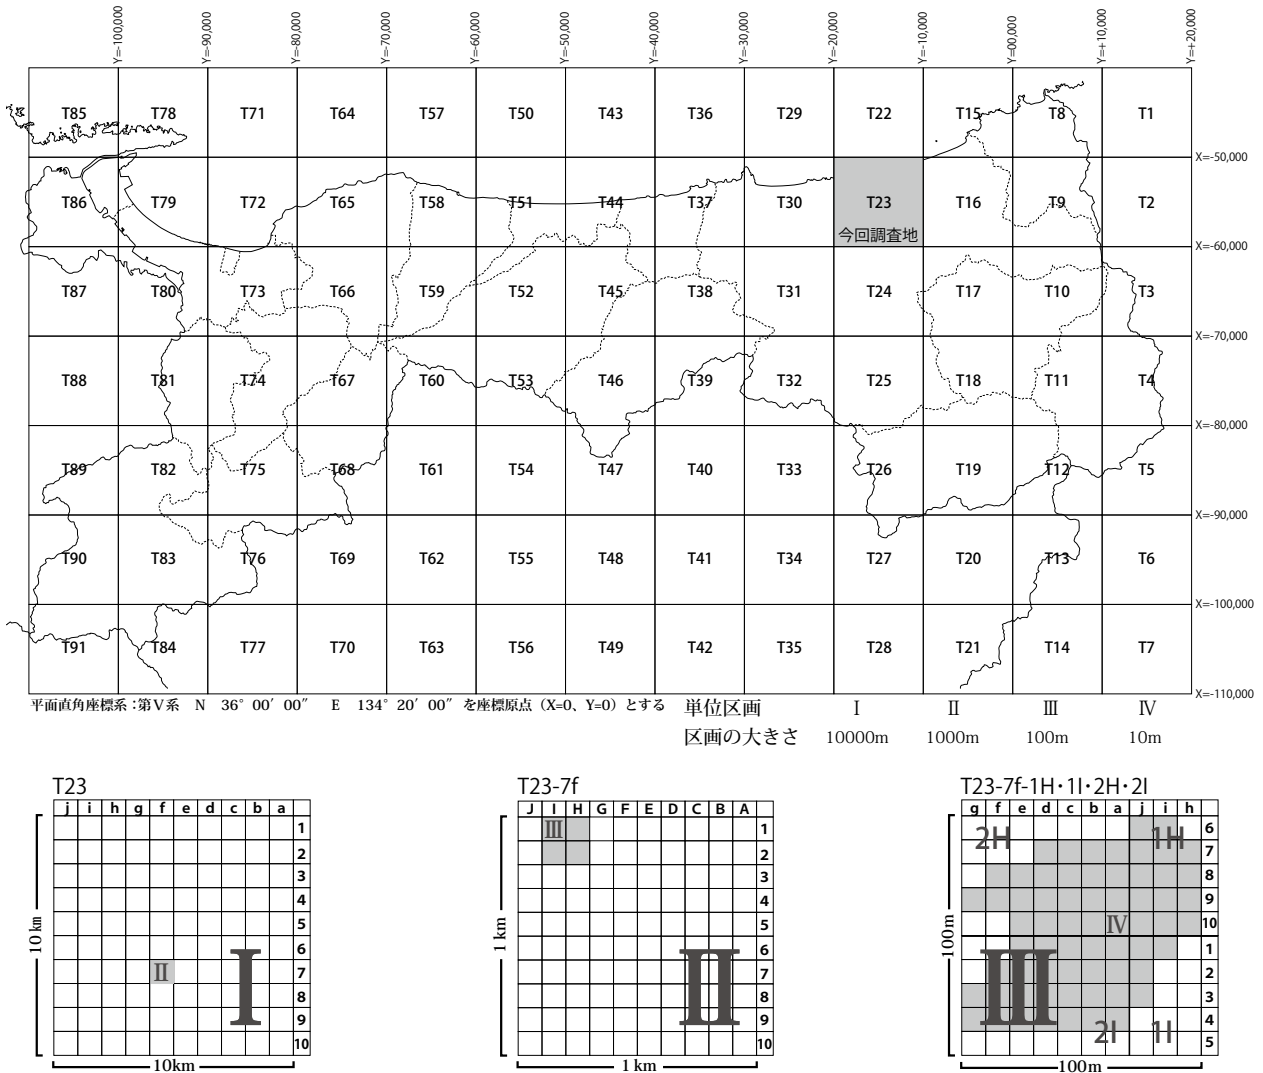 Y=-100,000 Y=-90,000 Y=-80,000 Y=-70,000 Y=-60,000 Y=-50,000 Y=-40,000 Y=-30,000 Y=-20,000 Y=-10,000 Y=00,000 Y=+10,000 Y=+20,000
T85 T78 T71 T64 T57 T50 T43 T36 T29 T22 T15 T8 T1
X=-50,000
T86 T79 T72 T65 T58 T51 T44 T37 T30 T23 T16 T9 T2
今回調査地
X=-60,000
T87 T80 T73 T66 T59 T52 T45 T38 T31 T24 T17 T10 T3
X=-70,000
T88 T81 T74 T67 T60 T53 T46 T39 T32 T25 T18 T11 T4
X=-80,000
T89 T82 T75 T68 T61 T54 T47 T40 T33 T26 T19 T12 T5
X=-90,000
T90 T83 T76 T69 T62 T55 T48 T41 T34 T27 T20 T13 T6
X=-100,000
T91 T84 T77 T70 T63 T56 T49 T42 T35 T28 T21 T14 T7
X=-110,000
平面直角座標系：第Ⅴ系 N 36° 00′ 00″ E 134° 20′ 00″ を座標原点（X=0、Y=0）とする
単位区画 Ⅰ Ⅱ Ⅲ Ⅳ
区画の大きさ 10000m 1000m 100m 10m
T23
j i h g f e d c b a
1
2
3
4
5
6
7
8
9
10
Ⅱ
Ⅰ
10 km
10km
T23-7f
J I H G F E D C B A
1
2
3
4
5
6
7
8
9
10
Ⅲ
Ⅱ
1 km
1 km
T23-7f-1H・1I・2H・2I
g f e d c b a j i h
6
7
8
9
10
1
2
3
4
5
2H 1H
Ⅳ
Ⅲ
2I 1I
100m
100m